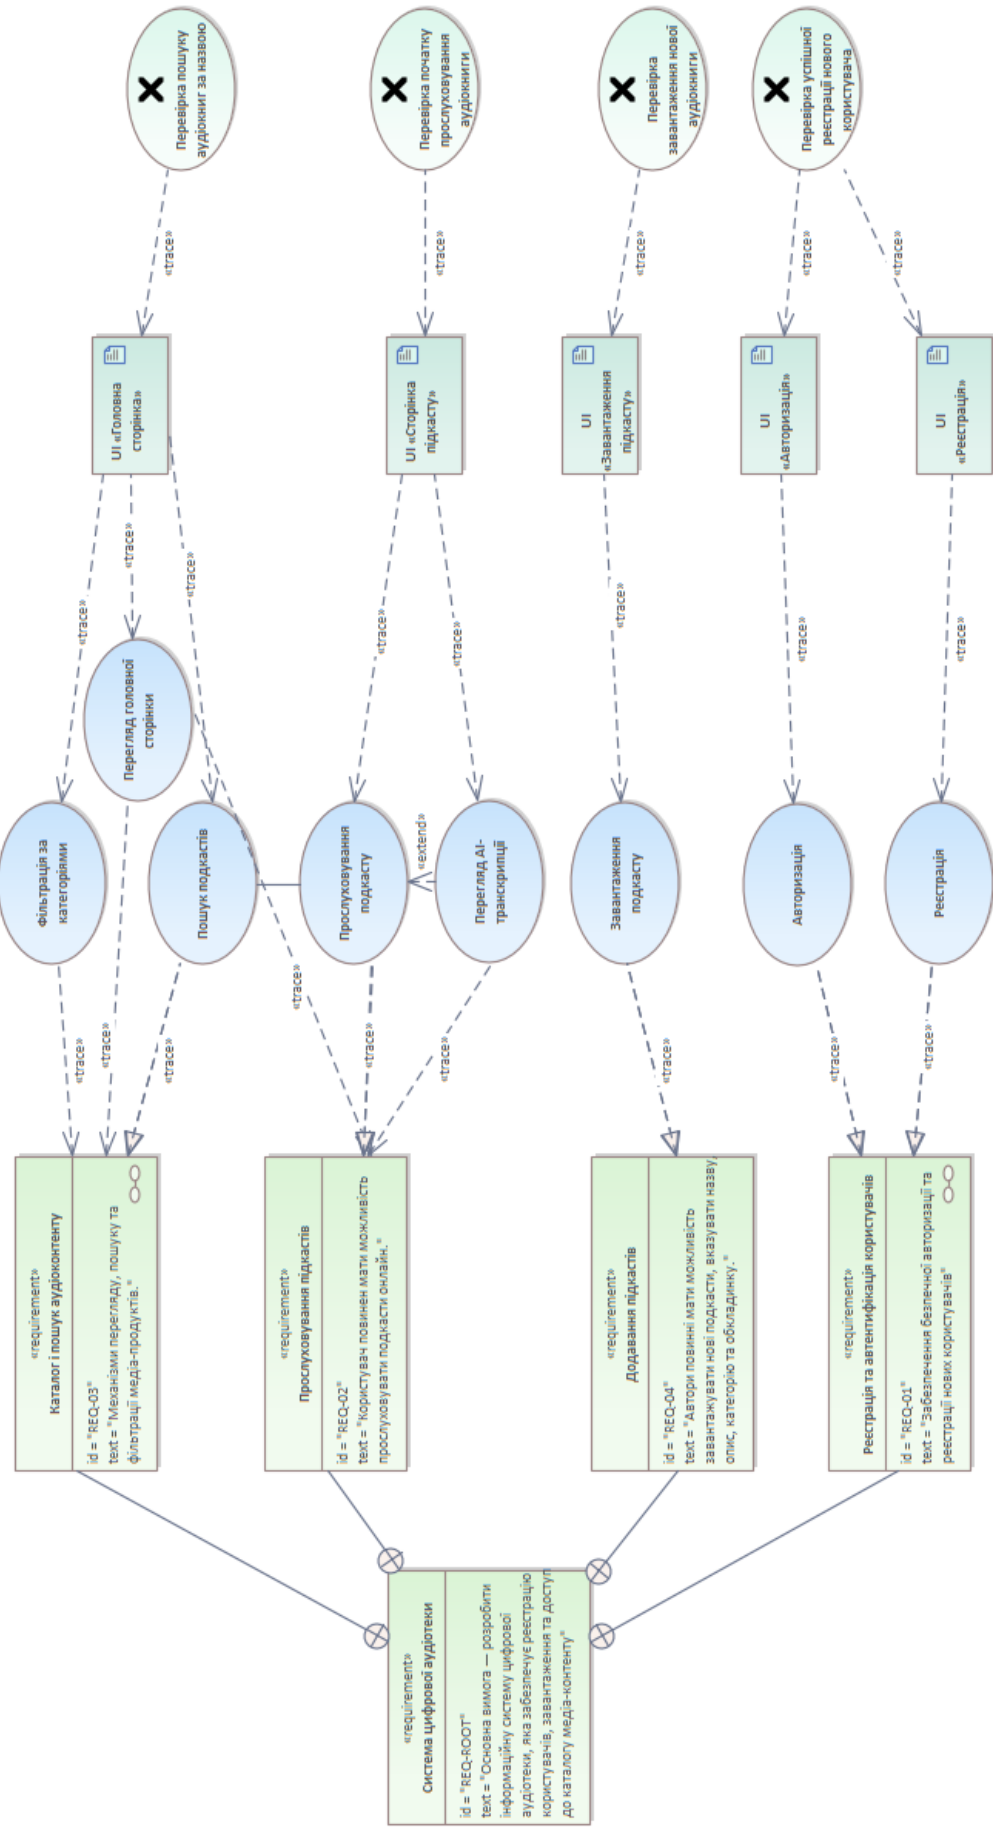 «requirement»
Система цифрової аудіотеки
id = "REQ-ROOT"
text = "Основна вимога — розробити
інформаційну систему цифрової
аудіотеки, яка забезпечує реєстрацію
користувачів, завантаження та доступ
до каталогу медіа-контенту"
«requirement»
Каталог і пошук аудіоконтенту
id = "REQ-03"
text = "Механізми перегляду, пошуку та
фільтрації медіа-продуктів."
«requirement»
Прослуховування підкастів
id = "REQ-02"
text = "Користувач повинен мати можливість
прослуховувати подкасти онлайн."
«requirement»
Додавання підкастів
id = "REQ-04"
text = "Автори повинні мати можливість
завантажувати нові подкасти, вказувати назву,
опис, категорію та обкладинку."
«requirement»
Реєстрація та автентифікація користувачів
id = "REQ-01"
text = "Забезпечення безпечної авторизації та
реєстрації нових користувачів"
«trace»
«trace»
«trace»
«trace»
«trace»
«trace»
«trace»
«trace»
«trace»
Фільтрація за
категоріями
Перегляд головної
сторінки
Пошук подкастів
Прослуховування
подкасту
«extend»
Перегляд AI-
транскрипції
Завантаження
подкасту
Авторизація
Реєстрація
«trace»
«trace»
«trace»
«trace»
«trace»
«trace»
«trace»
«trace»
UI «Головна
сторінка»
UI «Сторінка
підкасту»
UI
«Завантаження
підкасту»
UI
«Авторизація»
UI
«Реєстрація»
«trace»
«trace»
«trace»
«trace»
«trace»
Перевірка пошуку
аудіокниг за назвою
Перевірка початку
прослуховування
аудіокниги
Перевірка
завантаження нової
аудіокниги
Перевірка успішної
реєстрації нового
користувача